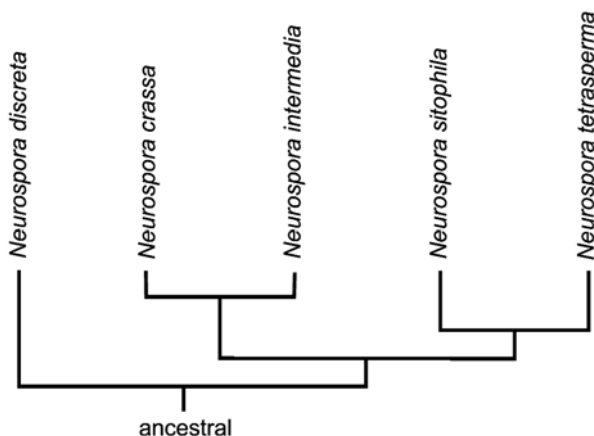 Neurospora discreta
Neurospora crassa
Neurospora intermedia
Neurospora sitophila
Neurospora tetrasperma
ancestral